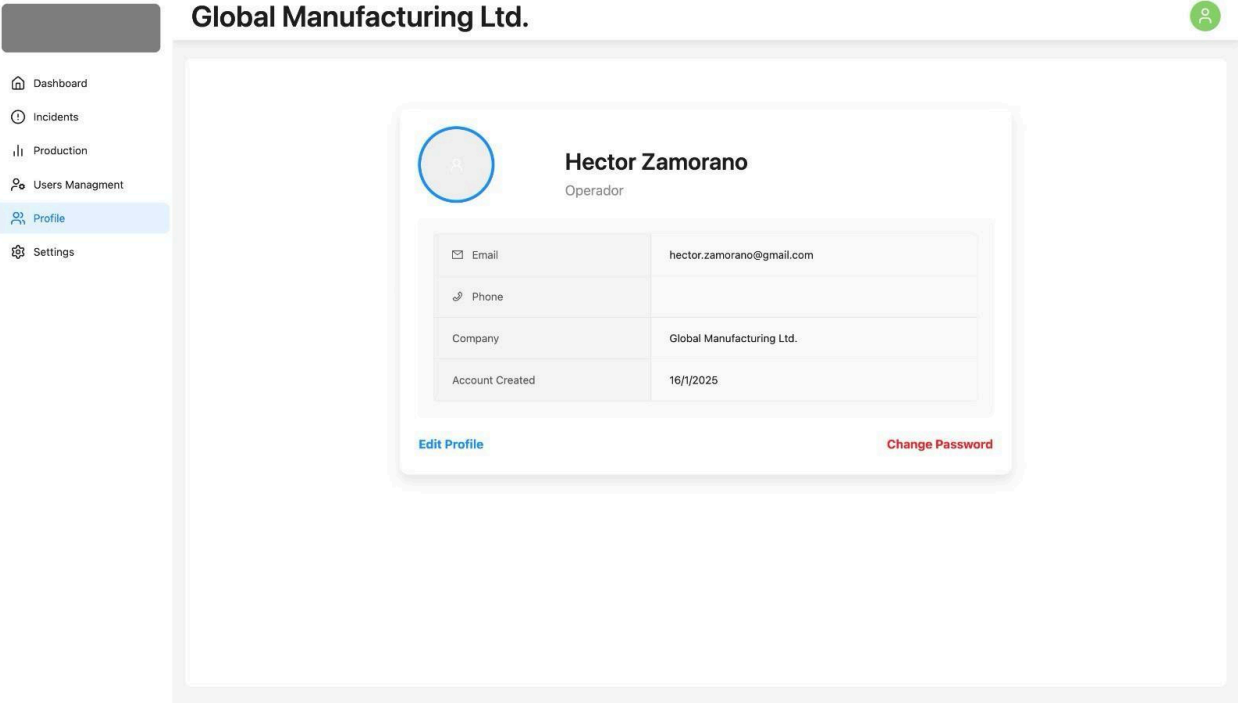 Global Manufacturing Ltd.
Dashboard
Incidents
Production
Users Managment
Profile
Settings
Hector Zamorano
Operador
Email hector.zamorano@gmail.com
Phone
Company Global Manufacturing Ltd.
Account Created 16/1/2025
Edit Profile Change Password